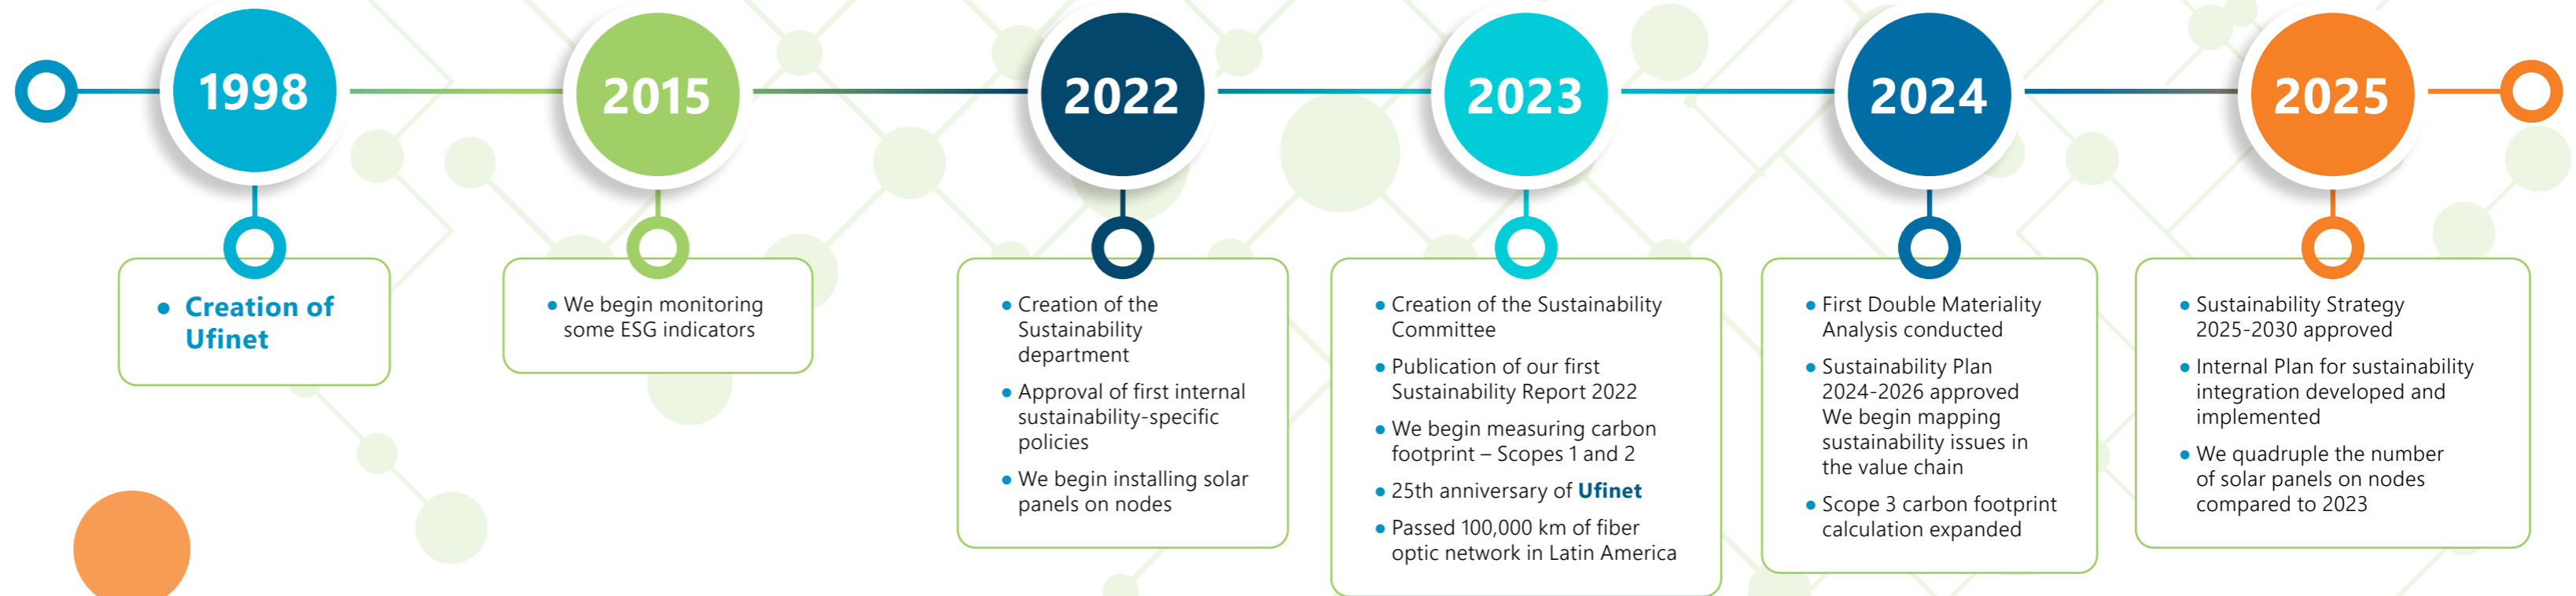 1998
• Creation of
Ufinet
2015
• We begin monitoring
some ESG indicators
2022
• Creation of the
Sustainability
department
• Approval of first internal
sustainability-specific
policies
• We begin installing solar
panels on nodes
2023
• Creation of the Sustainability
Committee
• Publication of our first
Sustainability Report 2022
• We begin measuring carbon
footprint – Scopes 1 and 2
• 25th anniversary of Ufinet
• Passed 100,000 km of fiber
optic network in Latin America
2024
• First Double Materiality
Analysis conducted
• Sustainability Plan
2024-2026 approved
We begin mapping
sustainability issues in
the value chain
• Scope 3 carbon footprint
calculation expanded
2025
• Sustainability Strategy
2025-2030 approved
• Internal Plan for sustainability
integration developed and
implemented
• We quadruple the number
of solar panels on nodes
compared to 2023